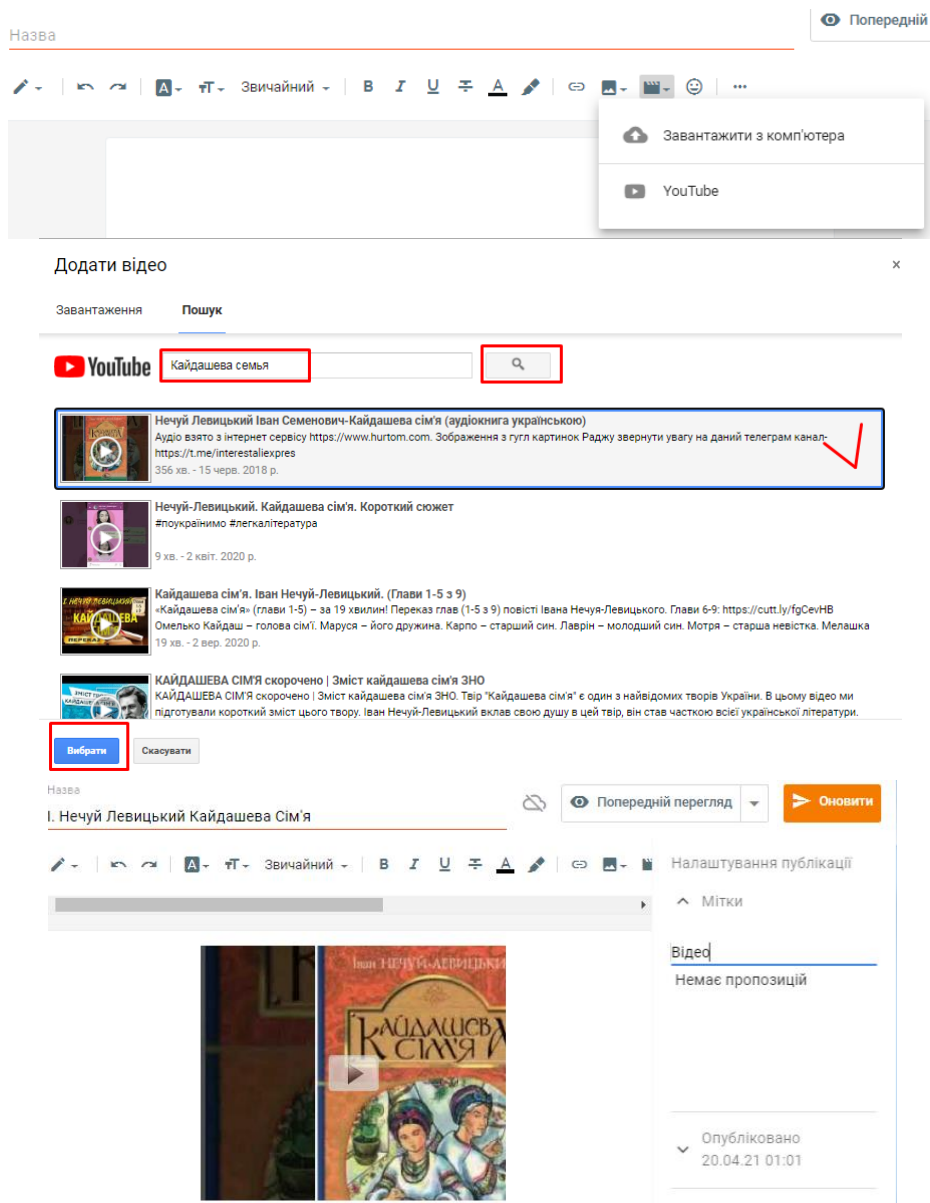 Попередній
Назва
Звичайний
B I U A
Завантажити з комп'ютера
YouTube
Додати відео
×
Завантаження Пошук
YouTube Кайдашева семья
Нечуй Левицький Іван Семенович-Кайдашева сім'я (аудіокнига українською)
Аудіо взято з інтернет сервісу https://www.hurtom.com. Зображення з гугл картинок Раджу звернути увагу на даний телеграм канал-
https://t.me/interestaliexpres
356 хв. - 15 черв. 2018 р.
Нечуй-Левицький. Кайдашева сім'я. Короткий сюжет
#поукраїнимо #легкалітература
9 хв. - 2 квіт. 2020 р.
Кайдашева сім'я. Іван Нечуй-Левицький. (Глави 1-5 з 9)
«Кайдашева сім'я» (глави 1-5) – за 19 хвилин! Переказ глав (1-5 з 9) повісті Івана Нечуя-Левицького. Глави 6-9: https://cutt.ly/fgCevHB
Омелько Кайдаш – голова сім'ї. Маруся – його дружина. Карпо – старший син. Лаврін – молодший син. Мотря – старша невістка. Мелашка
19 хв. - 2 вер. 2020 р.
КАЙДАШЕВА СІМ'Я скорочено | Зміст кайдашева сім'я ЗНО
КАЙДАШЕВА СІМ'Я скорочено | Зміст кайдашева сім'я ЗНО. Твір "Кайдашева сім'я" є один з найвідомих творів України. В цьому відео ми
підготували короткий зміст цього твору. Іван Нечуй-Левицький вклав свою душу в цей твір, він став часткою всієї української літератури.
Вибрати Скасувати
Назва
І. Нечуй Левицький Кайдашева Сім'я
Попередній перегляд
Оновити
Звичайний
B I U A
Налаштування публікації
Мітки
Відео
Немає пропозицій
Іван НЕЧУЙ-ЛЕВИЦЬКИ
КАЙДАШЕВА
СІМ'Я
Опубліковано
20.04.21 01:01